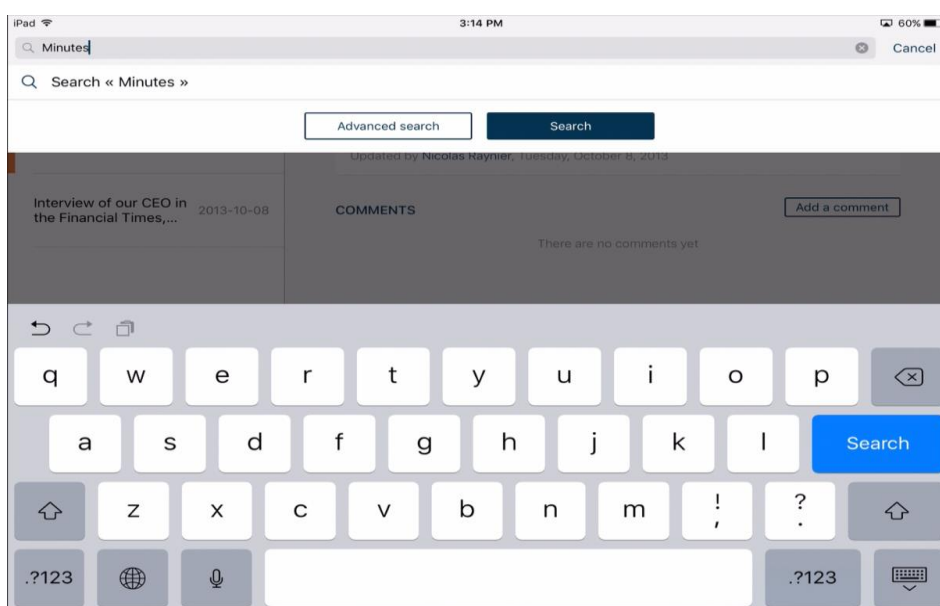 iPad 3:14 PM 60%
Minutes Cancel
Search « Minutes »
Advanced search Search
Updated by Nicolas Raynier, Tuesday, October 8, 2013
Interview of our CEO in
the Financial Times,... 2013-10-08
COMMENTS Add a comment
There are no comments yet
q w e r t y u i o p
a s d f g h j k l Search
z x c v b n m ! , ? .
.?123 .?123